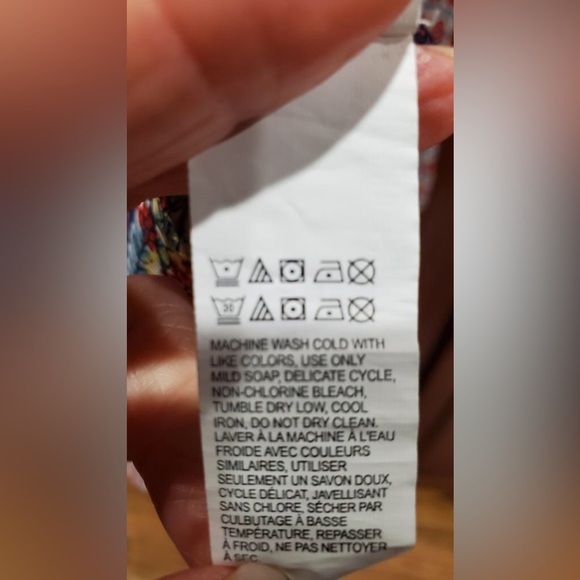 30
MACHINE WASH COLD WITH
LIKE COLORS, USE ONLY
MILD SOAP, DELICATE CYCLE,
NON-CHLORINE BLEACH,
TUMBLE DRY LOW, COOL
IRON, DO NOT DRY CLEAN.
LAVER À LA MACHINE À L'EAU
FROIDE AVEC COULEURS
SIMILAIRES, UTILISER
SEULEMENT UN SAVON DOUX,
CYCLE DÉLICAT, JAVELLISANT
SANS CHLORE, SÉCHER PAR
CULBUTAGE À BASSE
TEMPÉRATURE, REPASSER
À FROID, NE PAS NETTOYER
À SEC